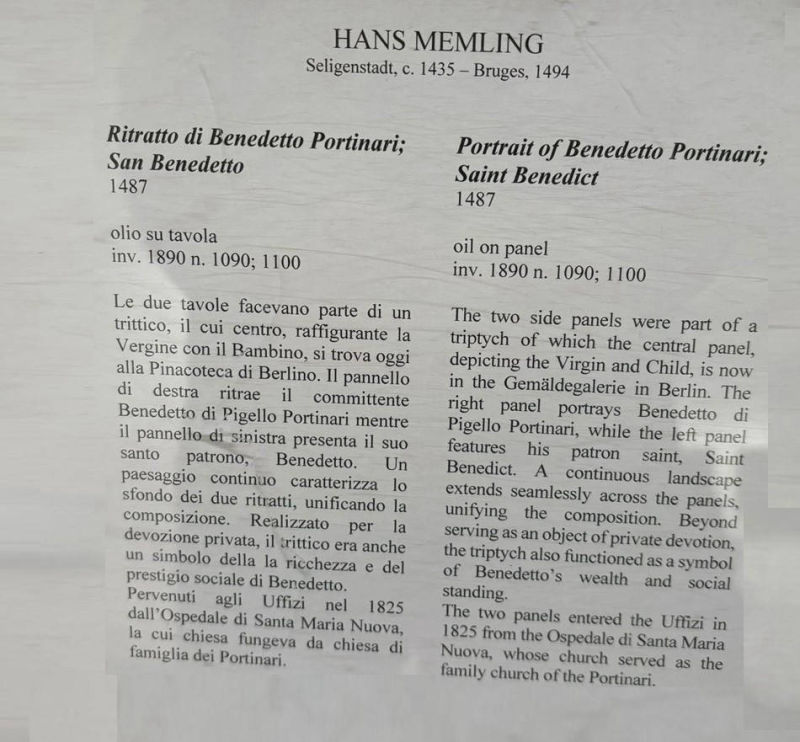 HANS MEMLING
Seligenstadt, c. 1435 – Bruges, 1494
Ritratto di Benedetto Portinari;
San Benedetto
1487
olio su tavola
inv. 1890 n. 1090; 1100
Le due tavole facevano parte di un
trittico, il cui centro, raffigurante la
Vergine con il Bambino, si trova oggi
alla Pinacoteca di Berlino. Il pannello
di destra ritrae il committente
Benedetto di Pigello Portinari mentre
il pannello di sinistra presenta il suo
santo patrono, Benedetto. Un
paesaggio continuo caratterizza lo
sfondo dei due ritratti, unificando la
composizione. Realizzato per la
devozione privata, il trittico era anche
un simbolo della la ricchezza e del
prestigio sociale di Benedetto.
Pervenuti agli Uffizi nel 1825
dall'Ospedale di Santa Maria Nuova,
la cui chiesa fungeva da chiesa di
famiglia dei Portinari.
Portrait of Benedetto Portinari;
Saint Benedict
1487
oil on panel
inv. 1890 n. 1090; 1100
The two side panels were part of a
triptych of which the central panel,
depicting the Virgin and Child, is now
in the Gemäldegalerie in Berlin. The
right panel portrays Benedetto di
Pigello Portinari, while the left panel
features his patron saint, Saint
Benedict. A continuous landscape
extends seamlessly across the panels,
unifying the composition. Beyond
serving as an object of private devotion,
the triptych also functioned as a symbol
of Benedetto's wealth and social
standing.
The two panels entered the Uffizi in
1825 from the Ospedale di Santa Maria
Nuova, whose church served as the
family church of the Portinari.